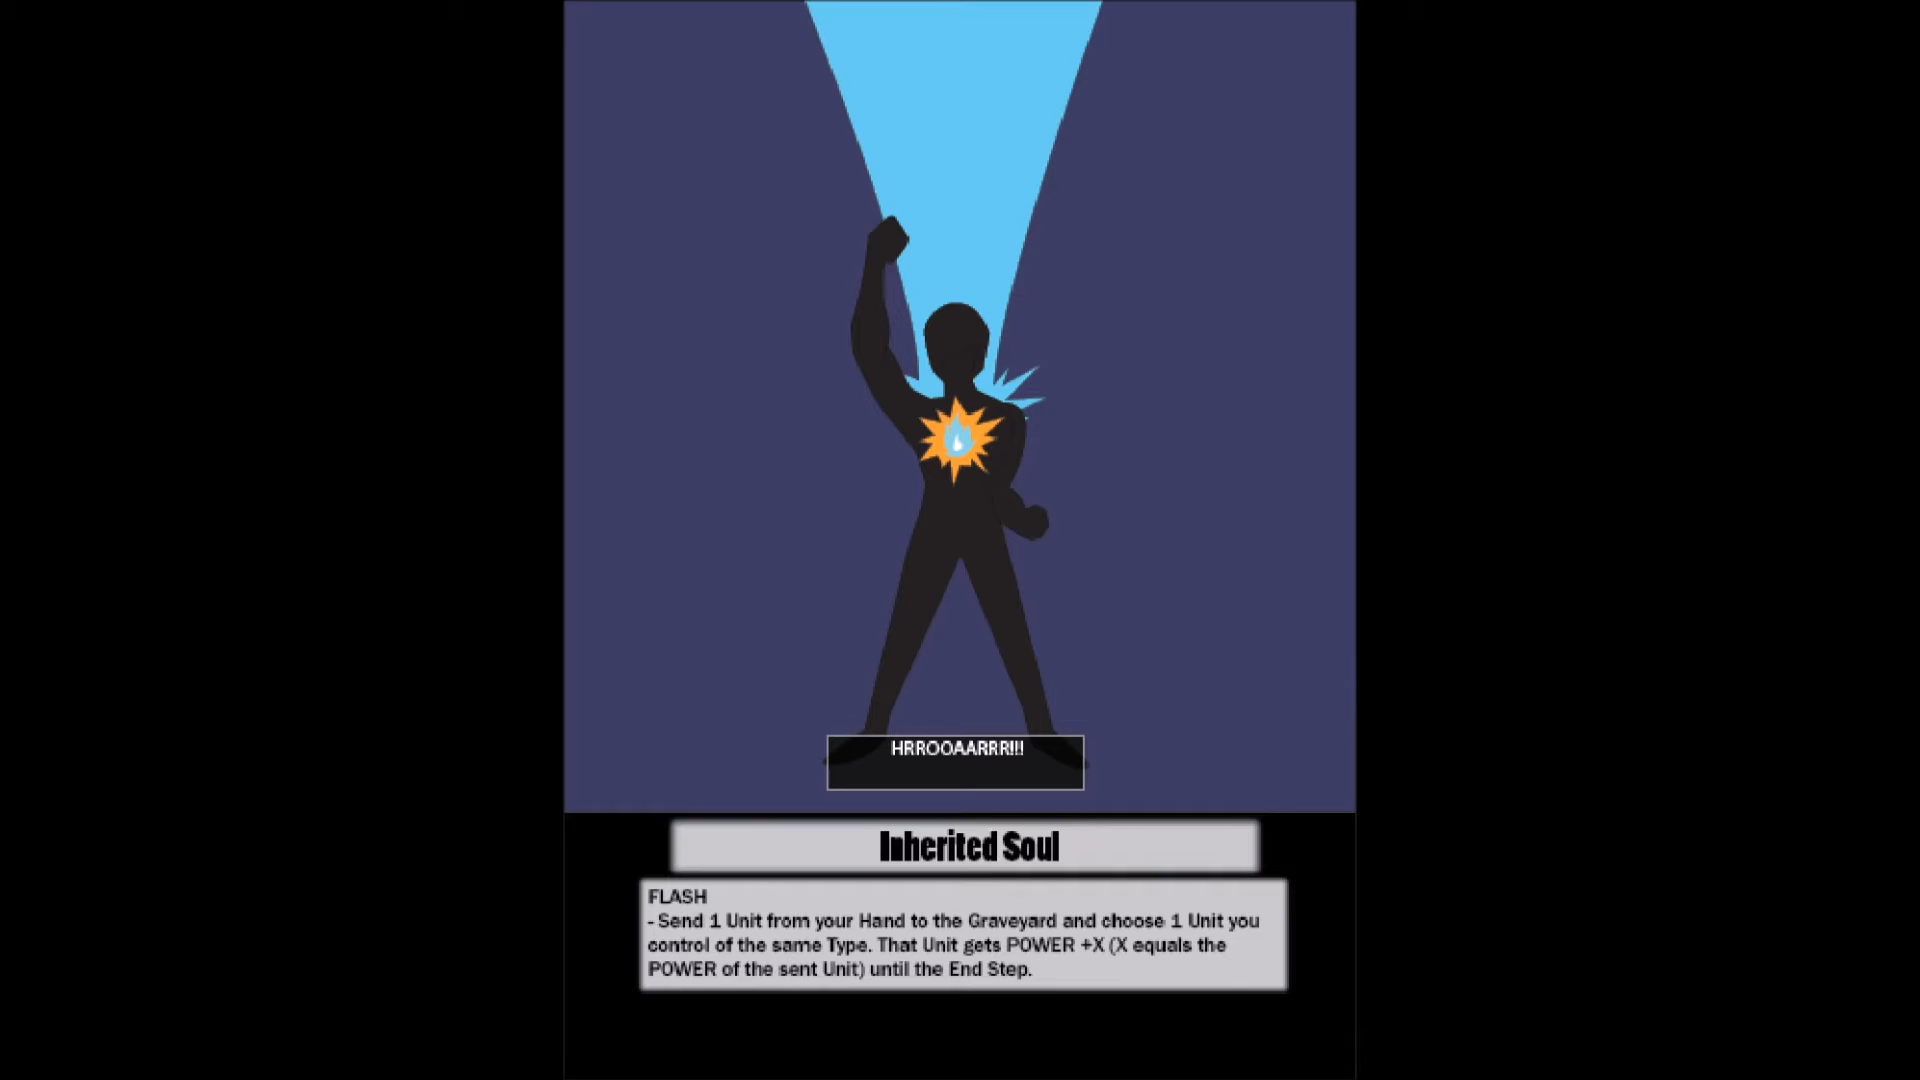 HRROOAARRR!!!
Inherited Soul
FLASH
- Send 1 Unit from your Hand to the Graveyard and choose 1 Unit you
control of the same Type. That Unit gets POWER +X (X equals the
POWER of the sent Unit) until the End Step.